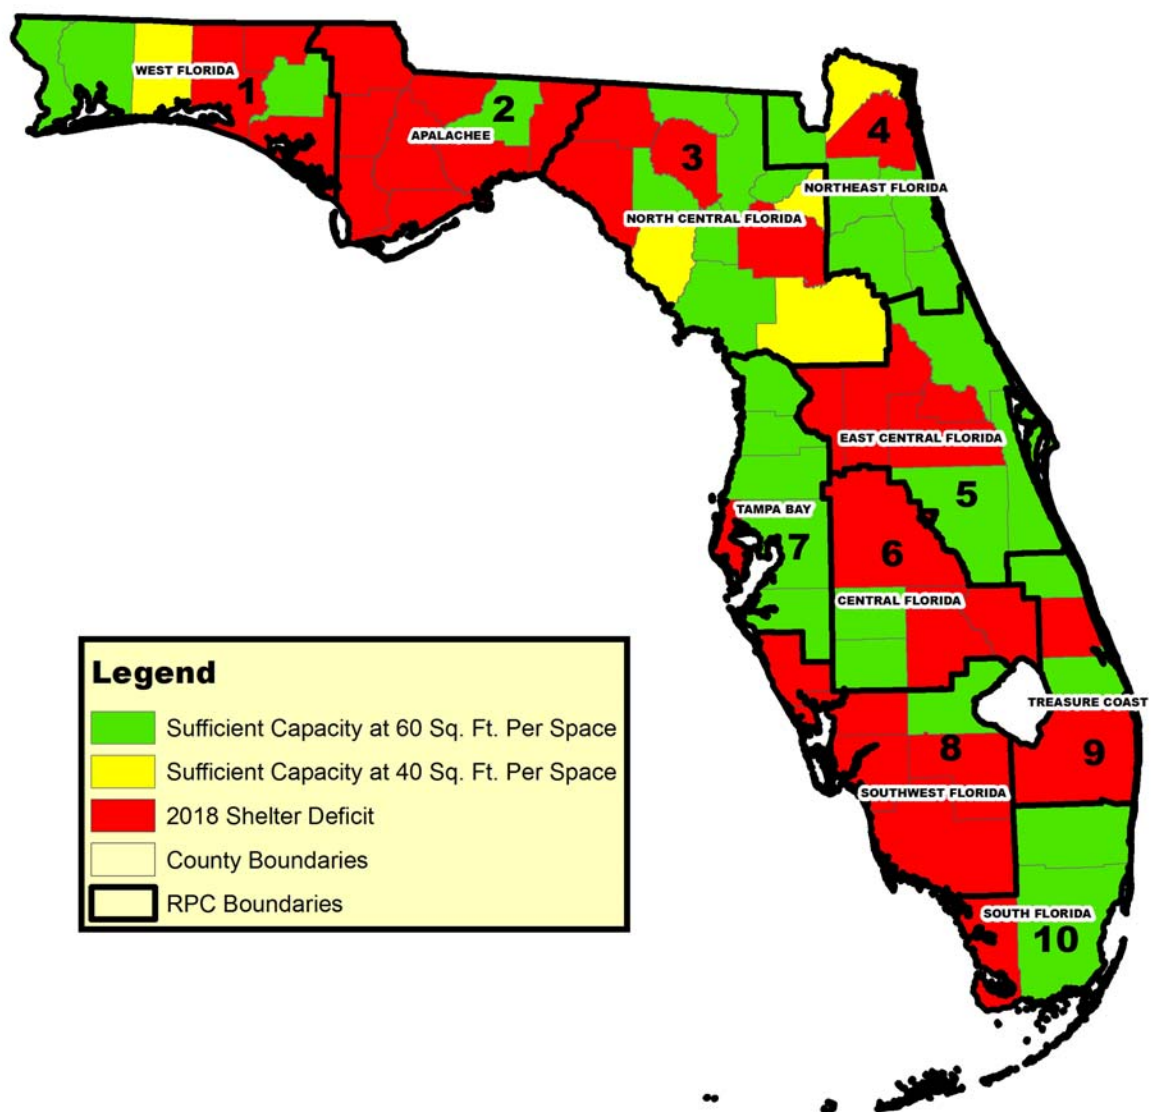 WEST FLORIDA
1
2
APALACHEE
3
4
NORTHEAST FLORIDA
NORTH CENTRAL FLORIDA
EAST CENTRAL FLORIDA
5
TAMPA BAY
7
6
CENTRAL FLORIDA
TREASURE COAST
8
9
SOUTHWEST FLORIDA
SOUTH FLORIDA
10
Legend
Sufficient Capacity at 60 Sq. Ft. Per Space
Sufficient Capacity at 40 Sq. Ft. Per Space
2018 Shelter Deficit
County Boundaries
RPC Boundaries